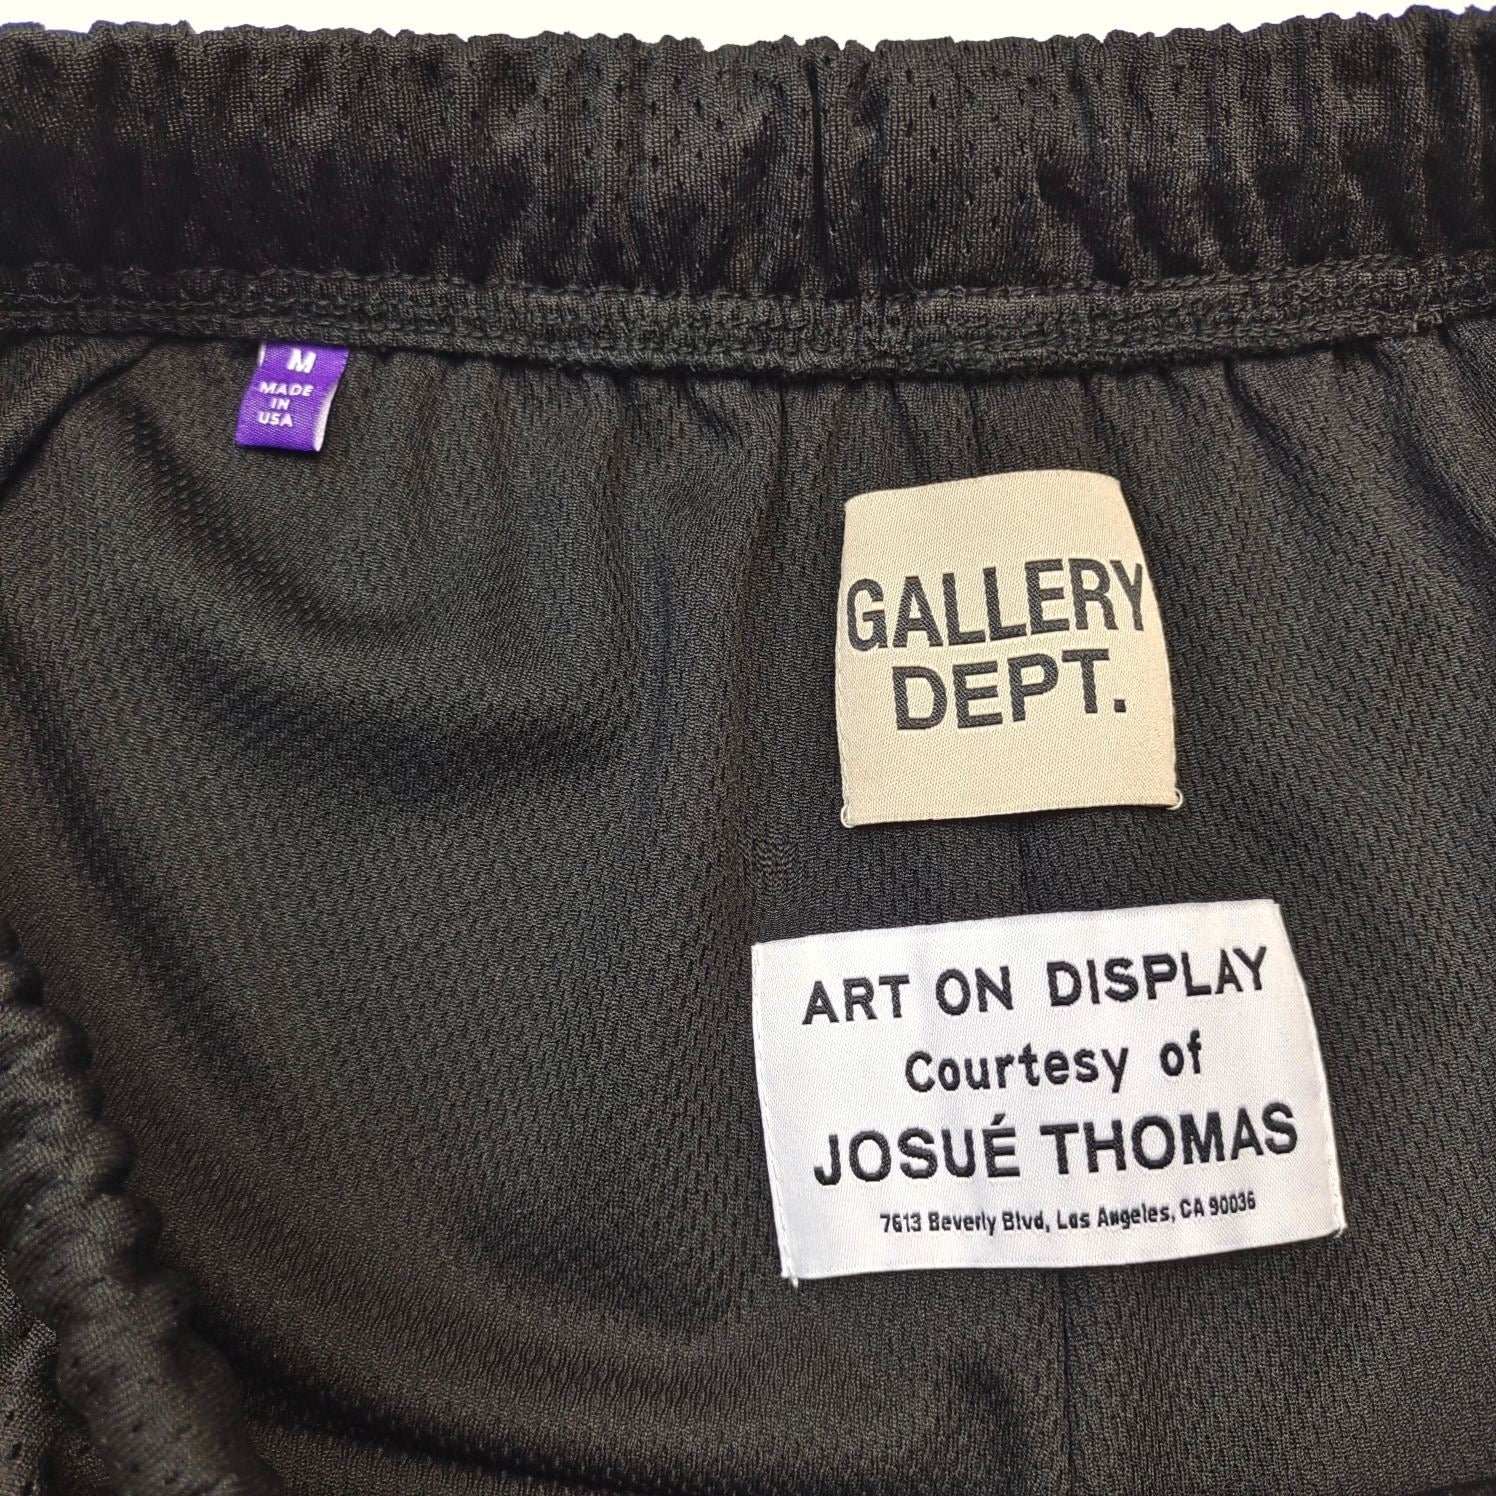 M
MADE
IN
USA
GALLERY
DEPT.
ART ON DISPLAY
Courtesy of
JOSUÉ THOMAS
7613 Beverly Blvd, Los Angeles, CA 90036